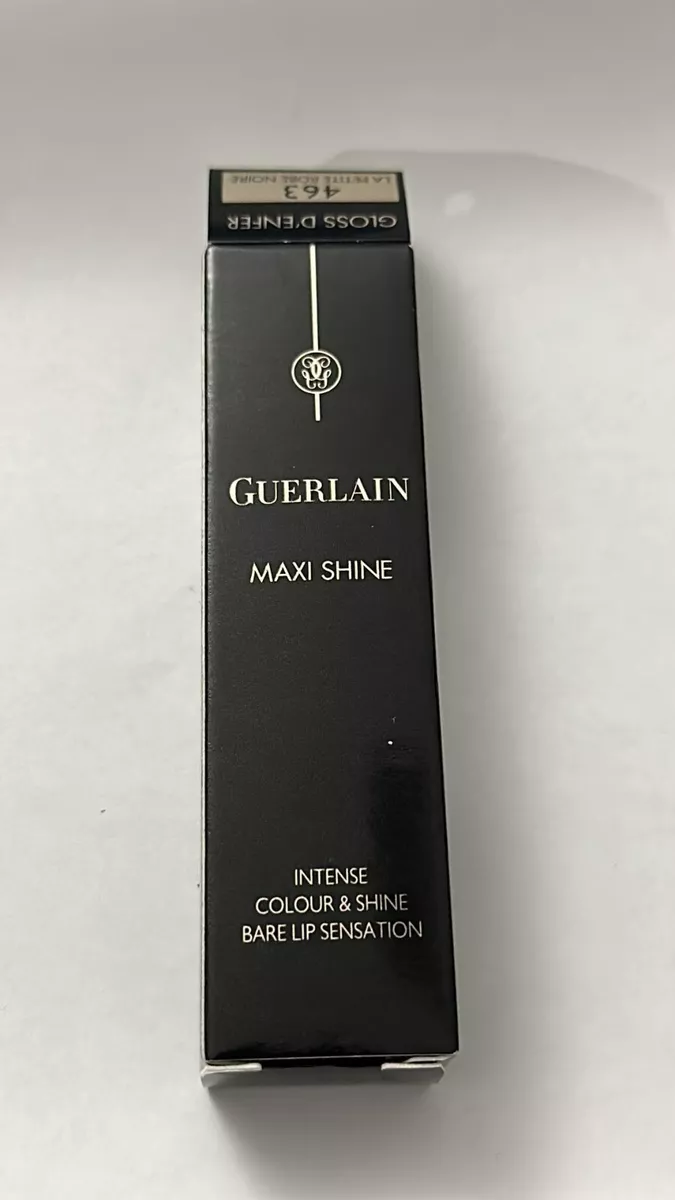 LA PETITE ROBE NOIRE
463
GLOSS D'ENFER
GUERLAIN
MAXI SHINE
INTENSE
COLOUR & SHINE
BARE LIP SENSATION